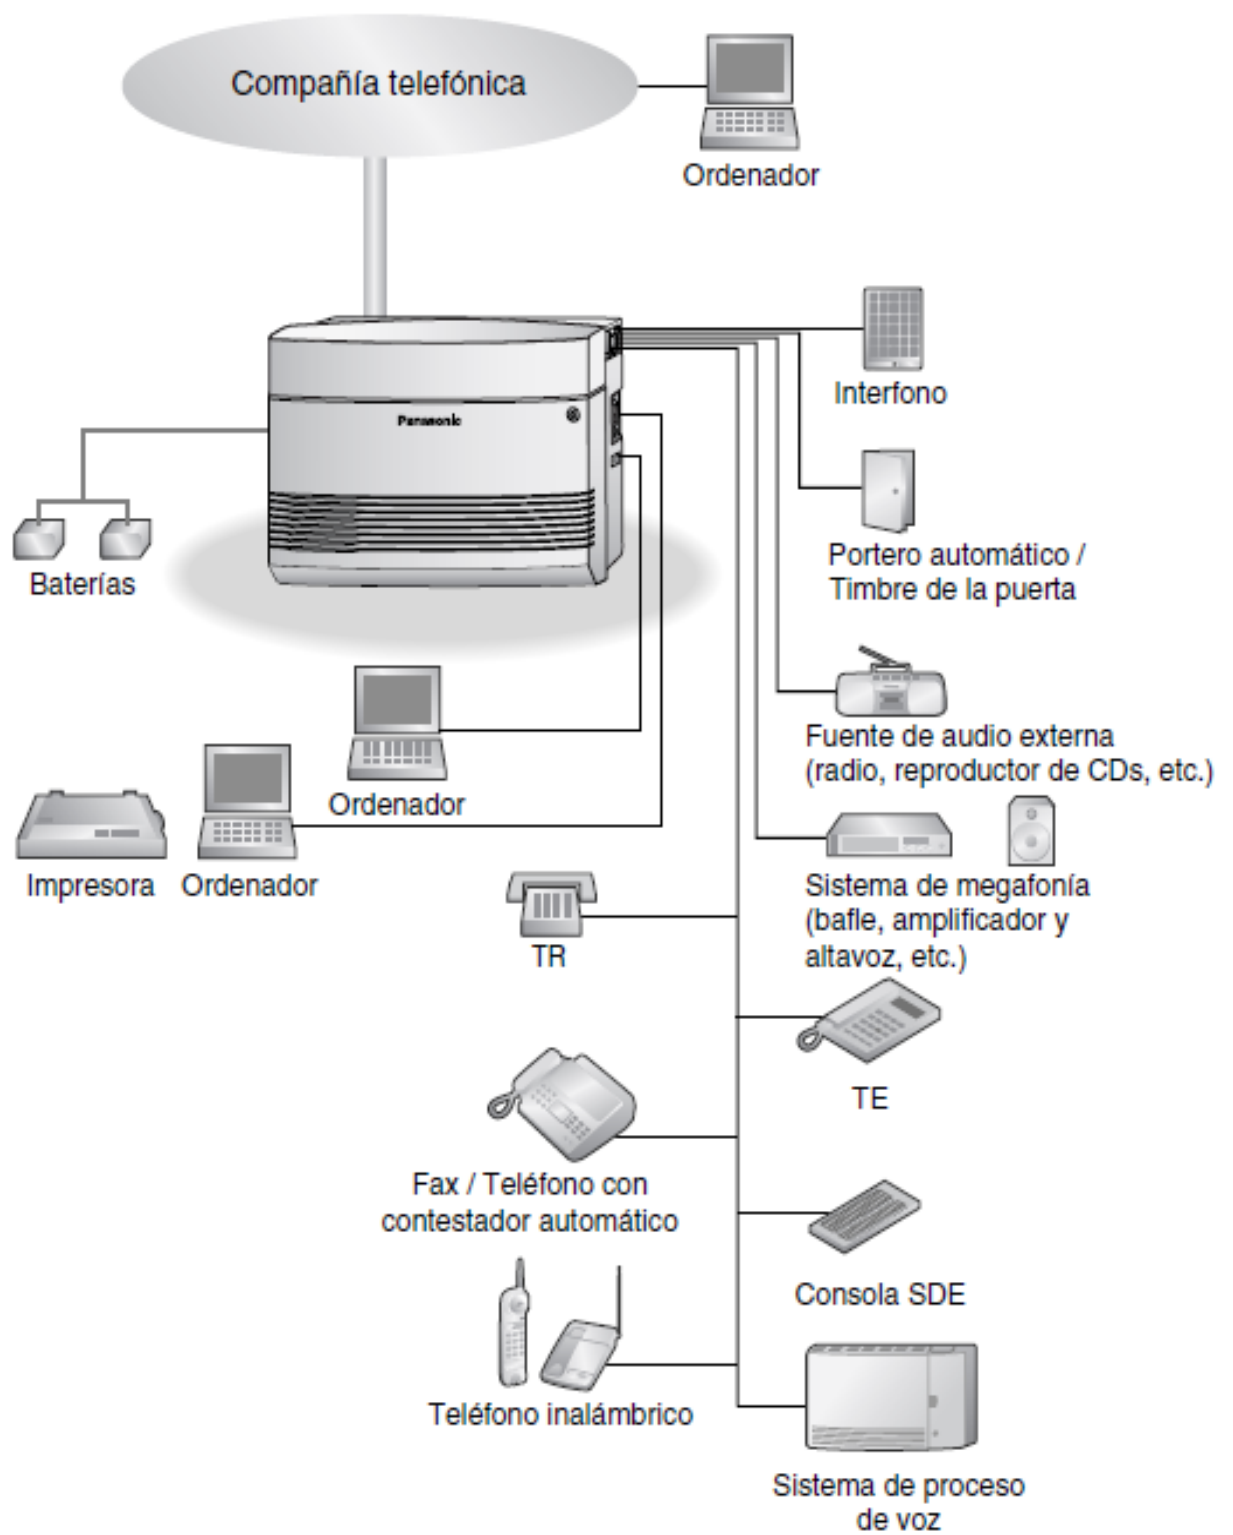 Compañía telefónica
Ordenador
Interfono
Panasonic
Portero automático /
Timbre de la puerta
Baterías
Fuente de audio externa
(radio, reproductor de CDs, etc.)
Ordenador
Impresora
Ordenador
Sistema de megafonía
(bafle, amplificador y
altavoz, etc.)
TR
TE
Fax / Teléfono con
contestador automático
Consola SDE
Teléfono inalámbrico
Sistema de proceso
de voz